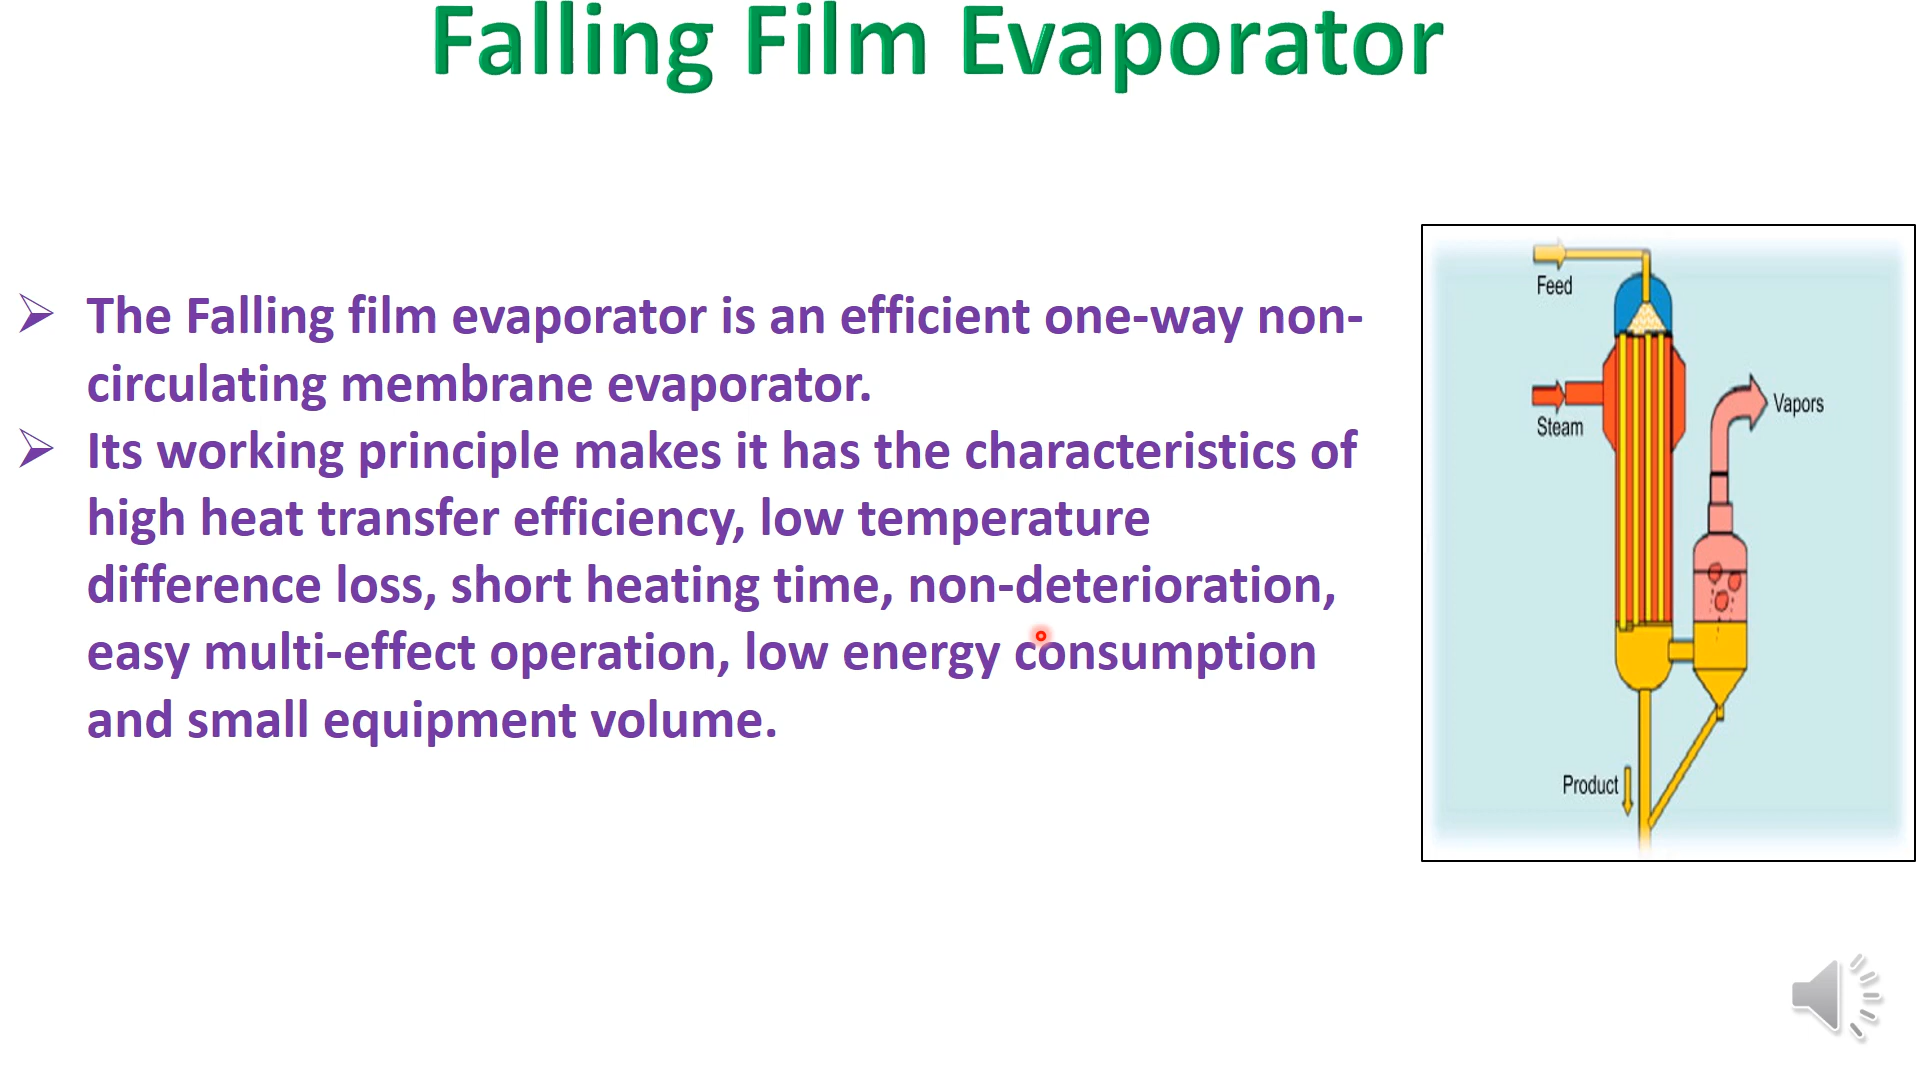 Falling Film Evaporator
➢ The Falling film evaporator is an efficient one-way non-
circulating membrane evaporator.
➢ Its working principle makes it has the characteristics of
high heat transfer efficiency, low temperature
difference loss, short heating time, non-deterioration,
easy multi-effect operation, low energy consumption
and small equipment volume.
Feed
Steam
Vapors
Product